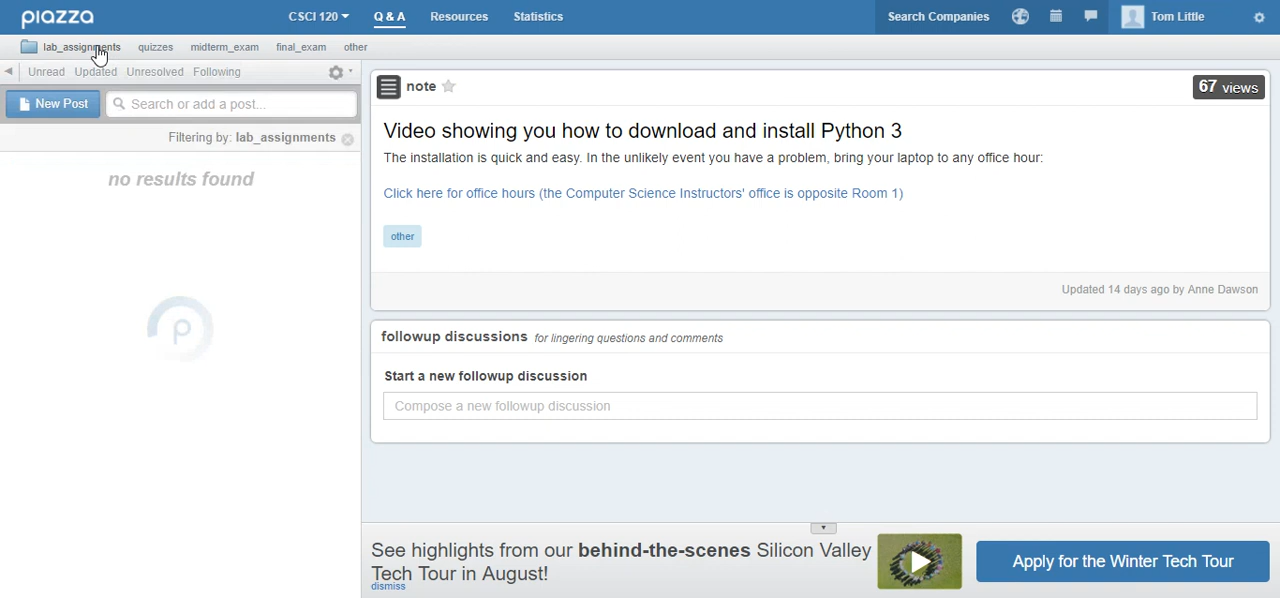 piazza CSCI 120 Q & A Resources Statistics Search Companies Tom Little
lab_assignments quizzes midterm_exam final_exam other
Unread Updated Unresolved Following
New Post Search or add a post...
Filtering by: lab_assignments
no results found
p
note 67 views
Video showing you how to download and install Python 3
The installation is quick and easy. In the unlikely event you have a problem, bring your laptop to any office hour:
Click here for office hours (the Computer Science Instructors' office is opposite Room 1)
other
Updated 14 days ago by Anne Dawson
followup discussions for lingering questions and comments
Start a new followup discussion
Compose a new followup discussion
See highlights from our behind-the-scenes Silicon Valley
Tech Tour in August!
dismiss
Apply for the Winter Tech Tour